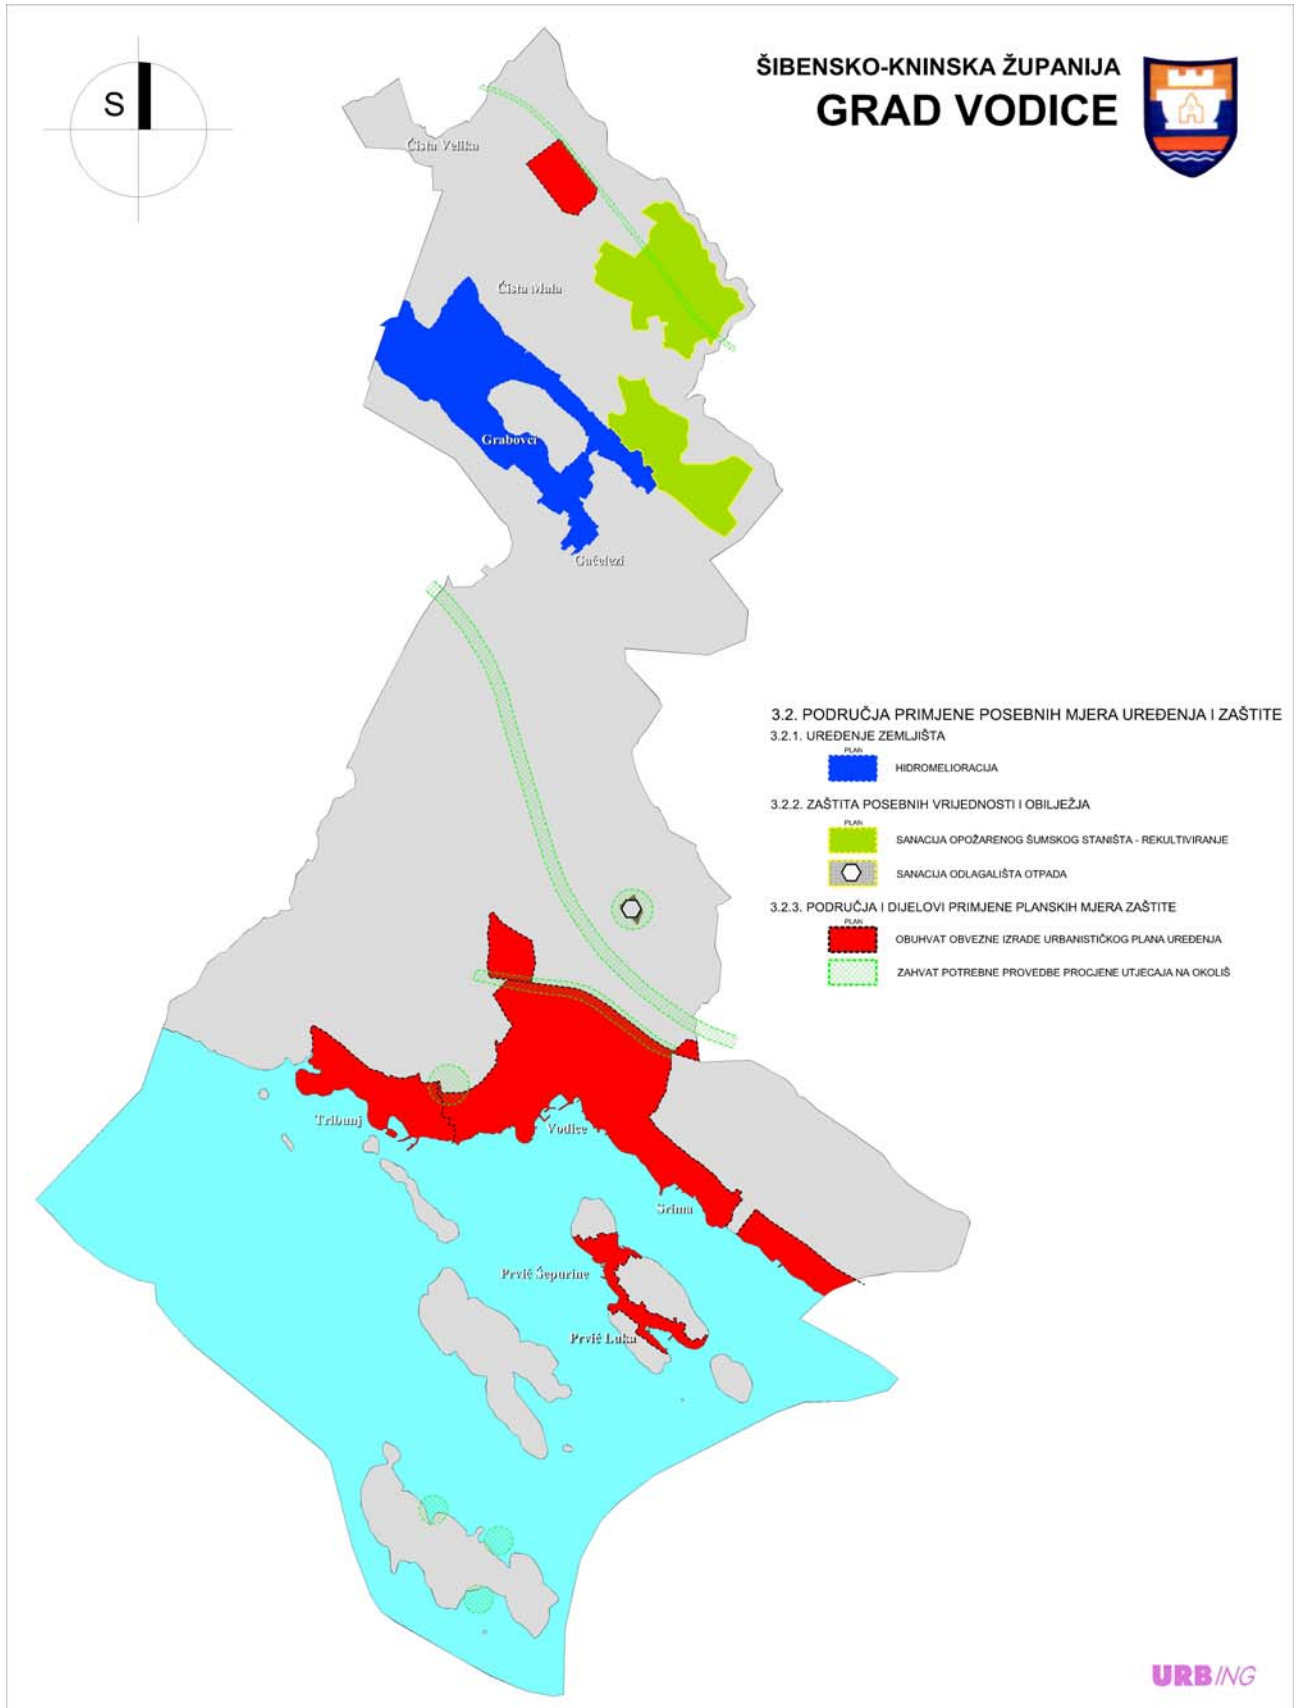 ŠIBENSKO-KNINSKA ŽUPANIJA
GRAD VODICE
S
Čista Velika
Čista Mala
Grabovci
Gaćelezi
3.2. PODRUČJA PRIMJENE POSEBNIH MJERA UREĐENJA I ZAŠTITE
3.2.1. UREĐENJE ZEMLJIŠTA
PLAN
HIDROMELIORACIJA
3.2.2. ZAŠTITA POSEBNIH VRIJEDNOSTI I OBILJEŽJA
PLAN
SANACIJA OPOŽARENOG ŠUMSKOG STANIŠTA - REKULTIVIRANJE
SANACIJA ODLAGALIŠTA OTPADA
3.2.3. PODRUČJA I DIJELOVI PRIMJENE PLANSKIH MJERA ZAŠTITE
PLAN
OBUHVAT OBVEZNE IZRADE URBANISTIČKOG PLANA UREĐENJA
ZAHVAT POTREBNE PROVEDBE PROCJENE UTJECAJA NA OKOLIŠ
Tribunj
Vodice
Srima
Prvić Šepurine
Prvić Luka
URBING